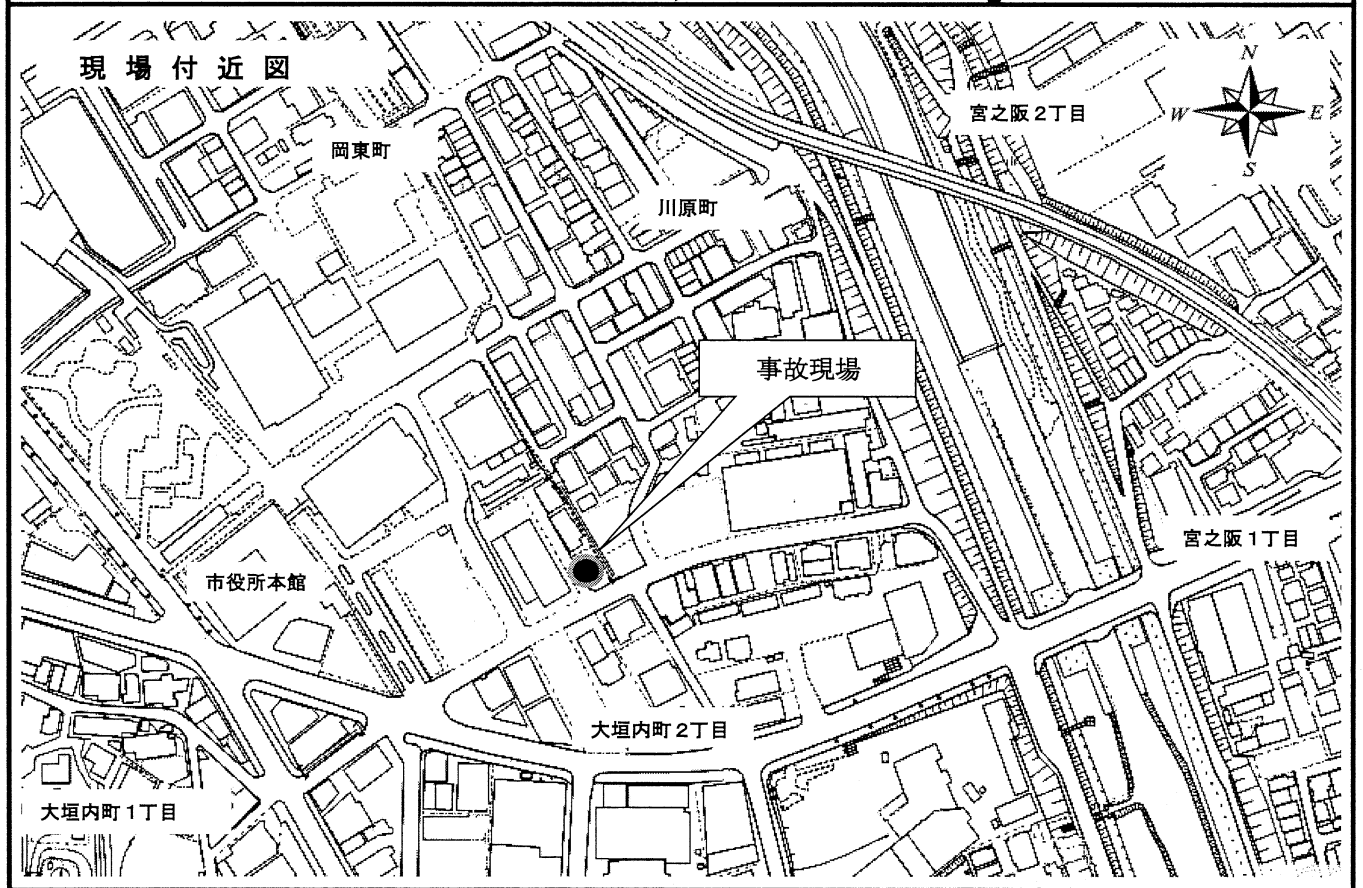 現場付近図
N
W E
S
宮之阪2丁目
岡東町
川原町
事故現場
宮之阪1丁目
市役所本館
大垣内町2丁目
大垣内町1丁目